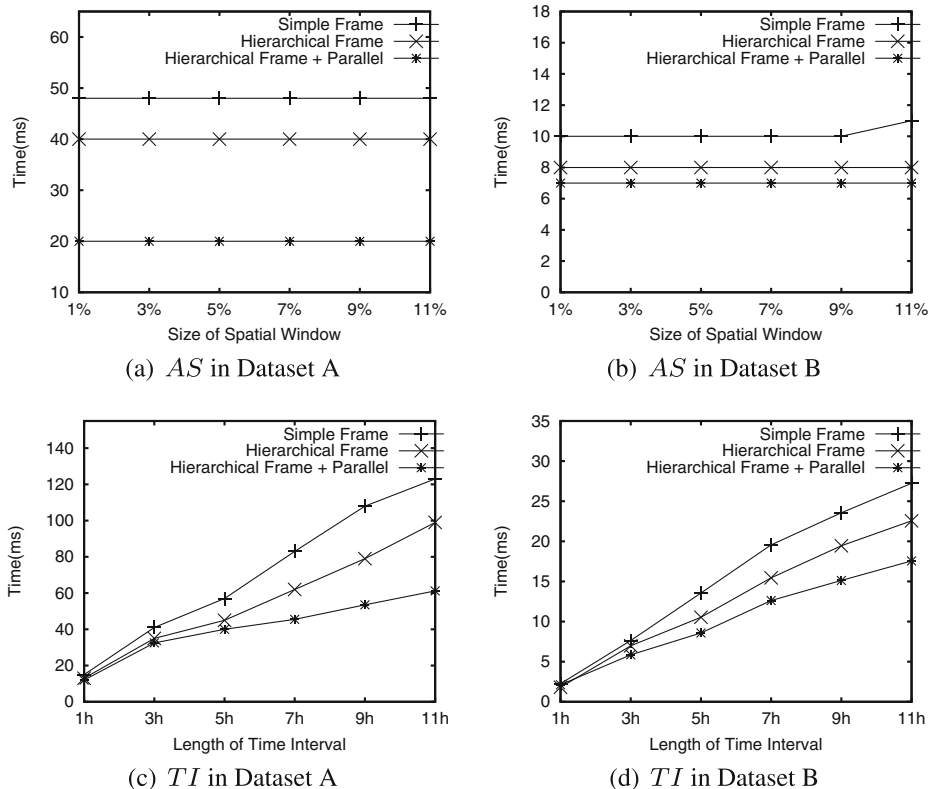 60
50
40
30
20
10
Time(ms)
Simple Frame
Hierarchical Frame
Hierarchical Frame + Parallel
1% 3% 5% 7% 9% 11%
Size of Spatial Window
(a) AS in Dataset A
18
16
14
12
10
8
6
4
2
0
Time(ms)
Simple Frame
Hierarchical Frame
Hierarchical Frame + Parallel
1% 3% 5% 7% 9% 11%
Size of Spatial Window
(b) AS in Dataset B
140
120
100
80
60
40
20
0
Time(ms)
Simple Frame
Hierarchical Frame
Hierarchical Frame + Parallel
1h 3h 5h 7h 9h 11h
Length of Time Interval
(c) TI in Dataset A
35
30
25
20
15
10
5
0
Time(ms)
Simple Frame
Hierarchical Frame
Hierarchical Frame + Parallel
1h 3h 5h 7h 9h 11h
Length of Time Interval
(d) TI in Dataset B